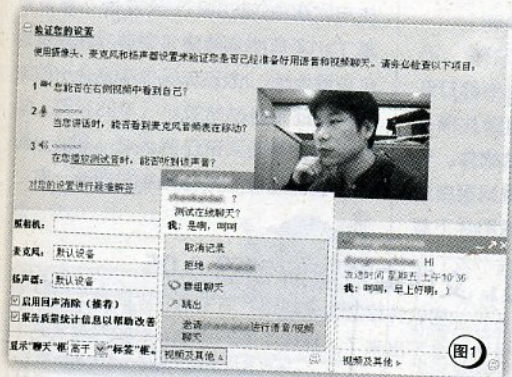 验证您的设置
使用摄像头、麦克风和扬声器设置来验证您是否已经准备好用语音和视频聊天。请务必检查以下项目，
1 您能否在右侧视频中看到自己?
2
当您讲话时，能否看到麦克风音频表在移动?
3
在您播放测试音时，能否听到该声音?
对您的设置进行疑难解答
照相机：
麦克风： 默认设备
扬声器： 默认设备
启用回声消除（推荐）
报告质量统计信息以帮助改善
显示“聊天”框 高于 “标签”框。
?
测试在线聊天?
我: 是啊，呵呵
取消记录
拒绝
群组聊天
弹出
邀请 进行语音/视频
聊天
视频及其他
HI
发送时间 星期五 上午10:36
我: 呵呵，早上好啊：)
视频及其他
图1